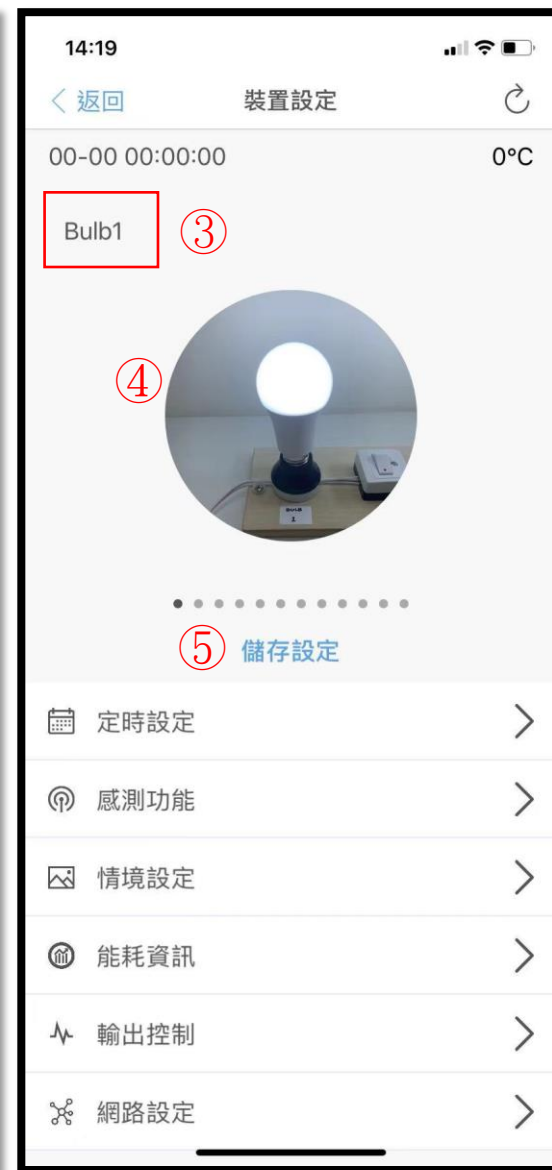 14:19
返回 裝置設定
00-00 00:00:00 0°C
Bulb1 ③
④
BULB
1
⑤ 儲存設定
定時設定
感測功能
情境設定
能耗資訊
輸出控制
網路設定